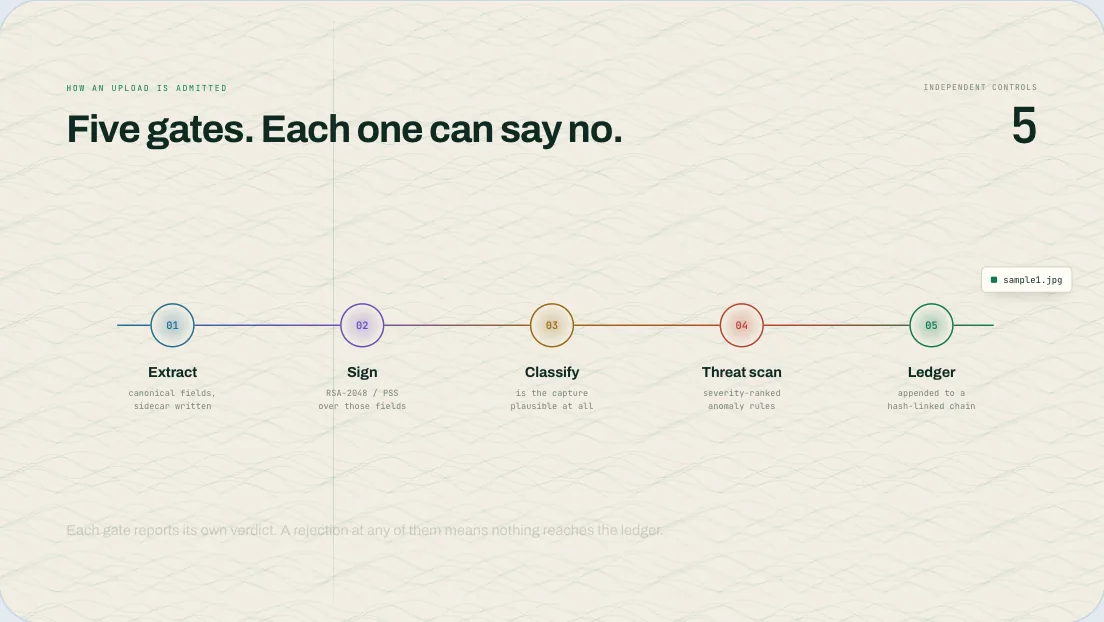 HOW AN UPLOAD IS ADMITTED
INDEPENDENT CONTROLS
Five gates. Each one can say no.
5
sample1.jpg
01
02
03
04
05
Extract
Sign
Classify
Threat scan
Ledger
canonical fields,
sidecar written
RSA-2048 / PSS
over those fields
is the capture
plausible at all
severity-ranked
anomaly rules
appended to a
hash-linked chain
Each gate reports its own verdict. A rejection at any of them means nothing reaches the ledger.